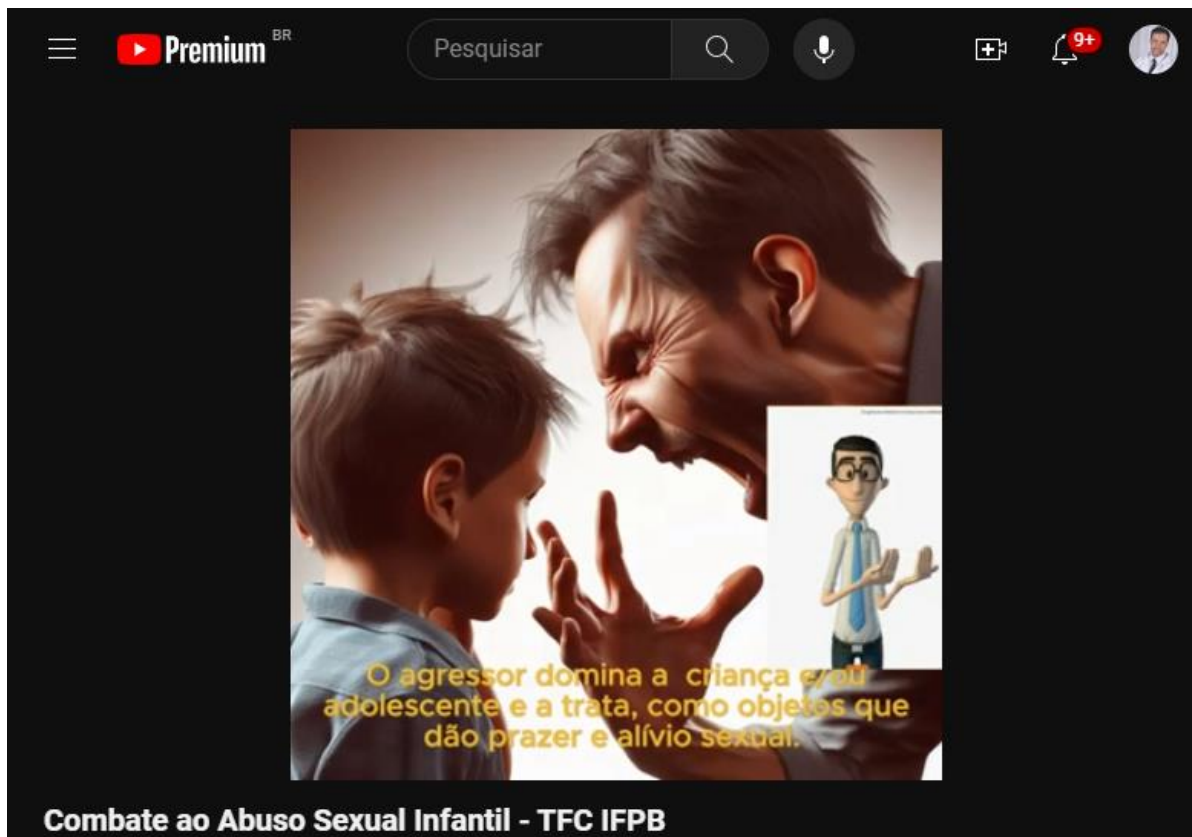 Premium BR
Pesquisar
9+
O agressor domina a criança e/ou
adolescente e a trata, como objetos que
dão prazer e alívio sexual.
Combate ao Abuso Sexual Infantil - TFC IFPB